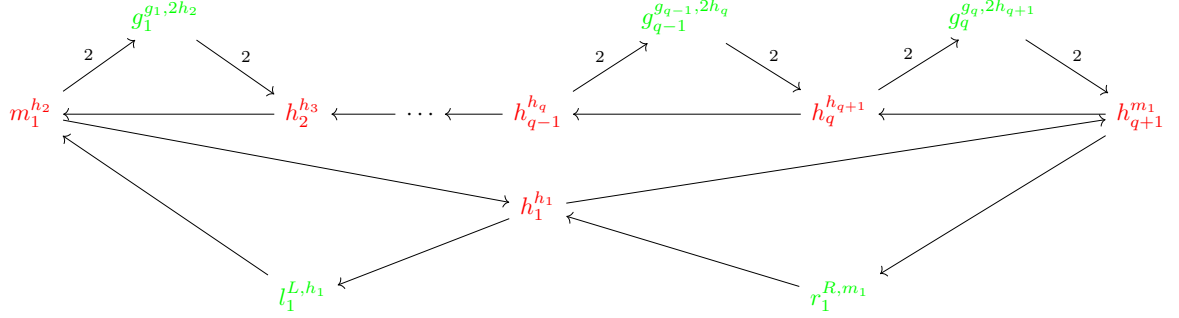 g_1^{g_1,2h_2} g_{q-1}^{g_{q-1},2h_q} g_q^{g_q,2h_{q+1}}
2 2 2 2 2 2
m_1^{h_2} h_2^{h_3} ⋯ h_{q-1}^{h_q} h_q^{h_{q+1}} h_{q+1}^{m_1}
h_1^{h_1}
l_1^{L,h_1} r_1^{R,m_1}